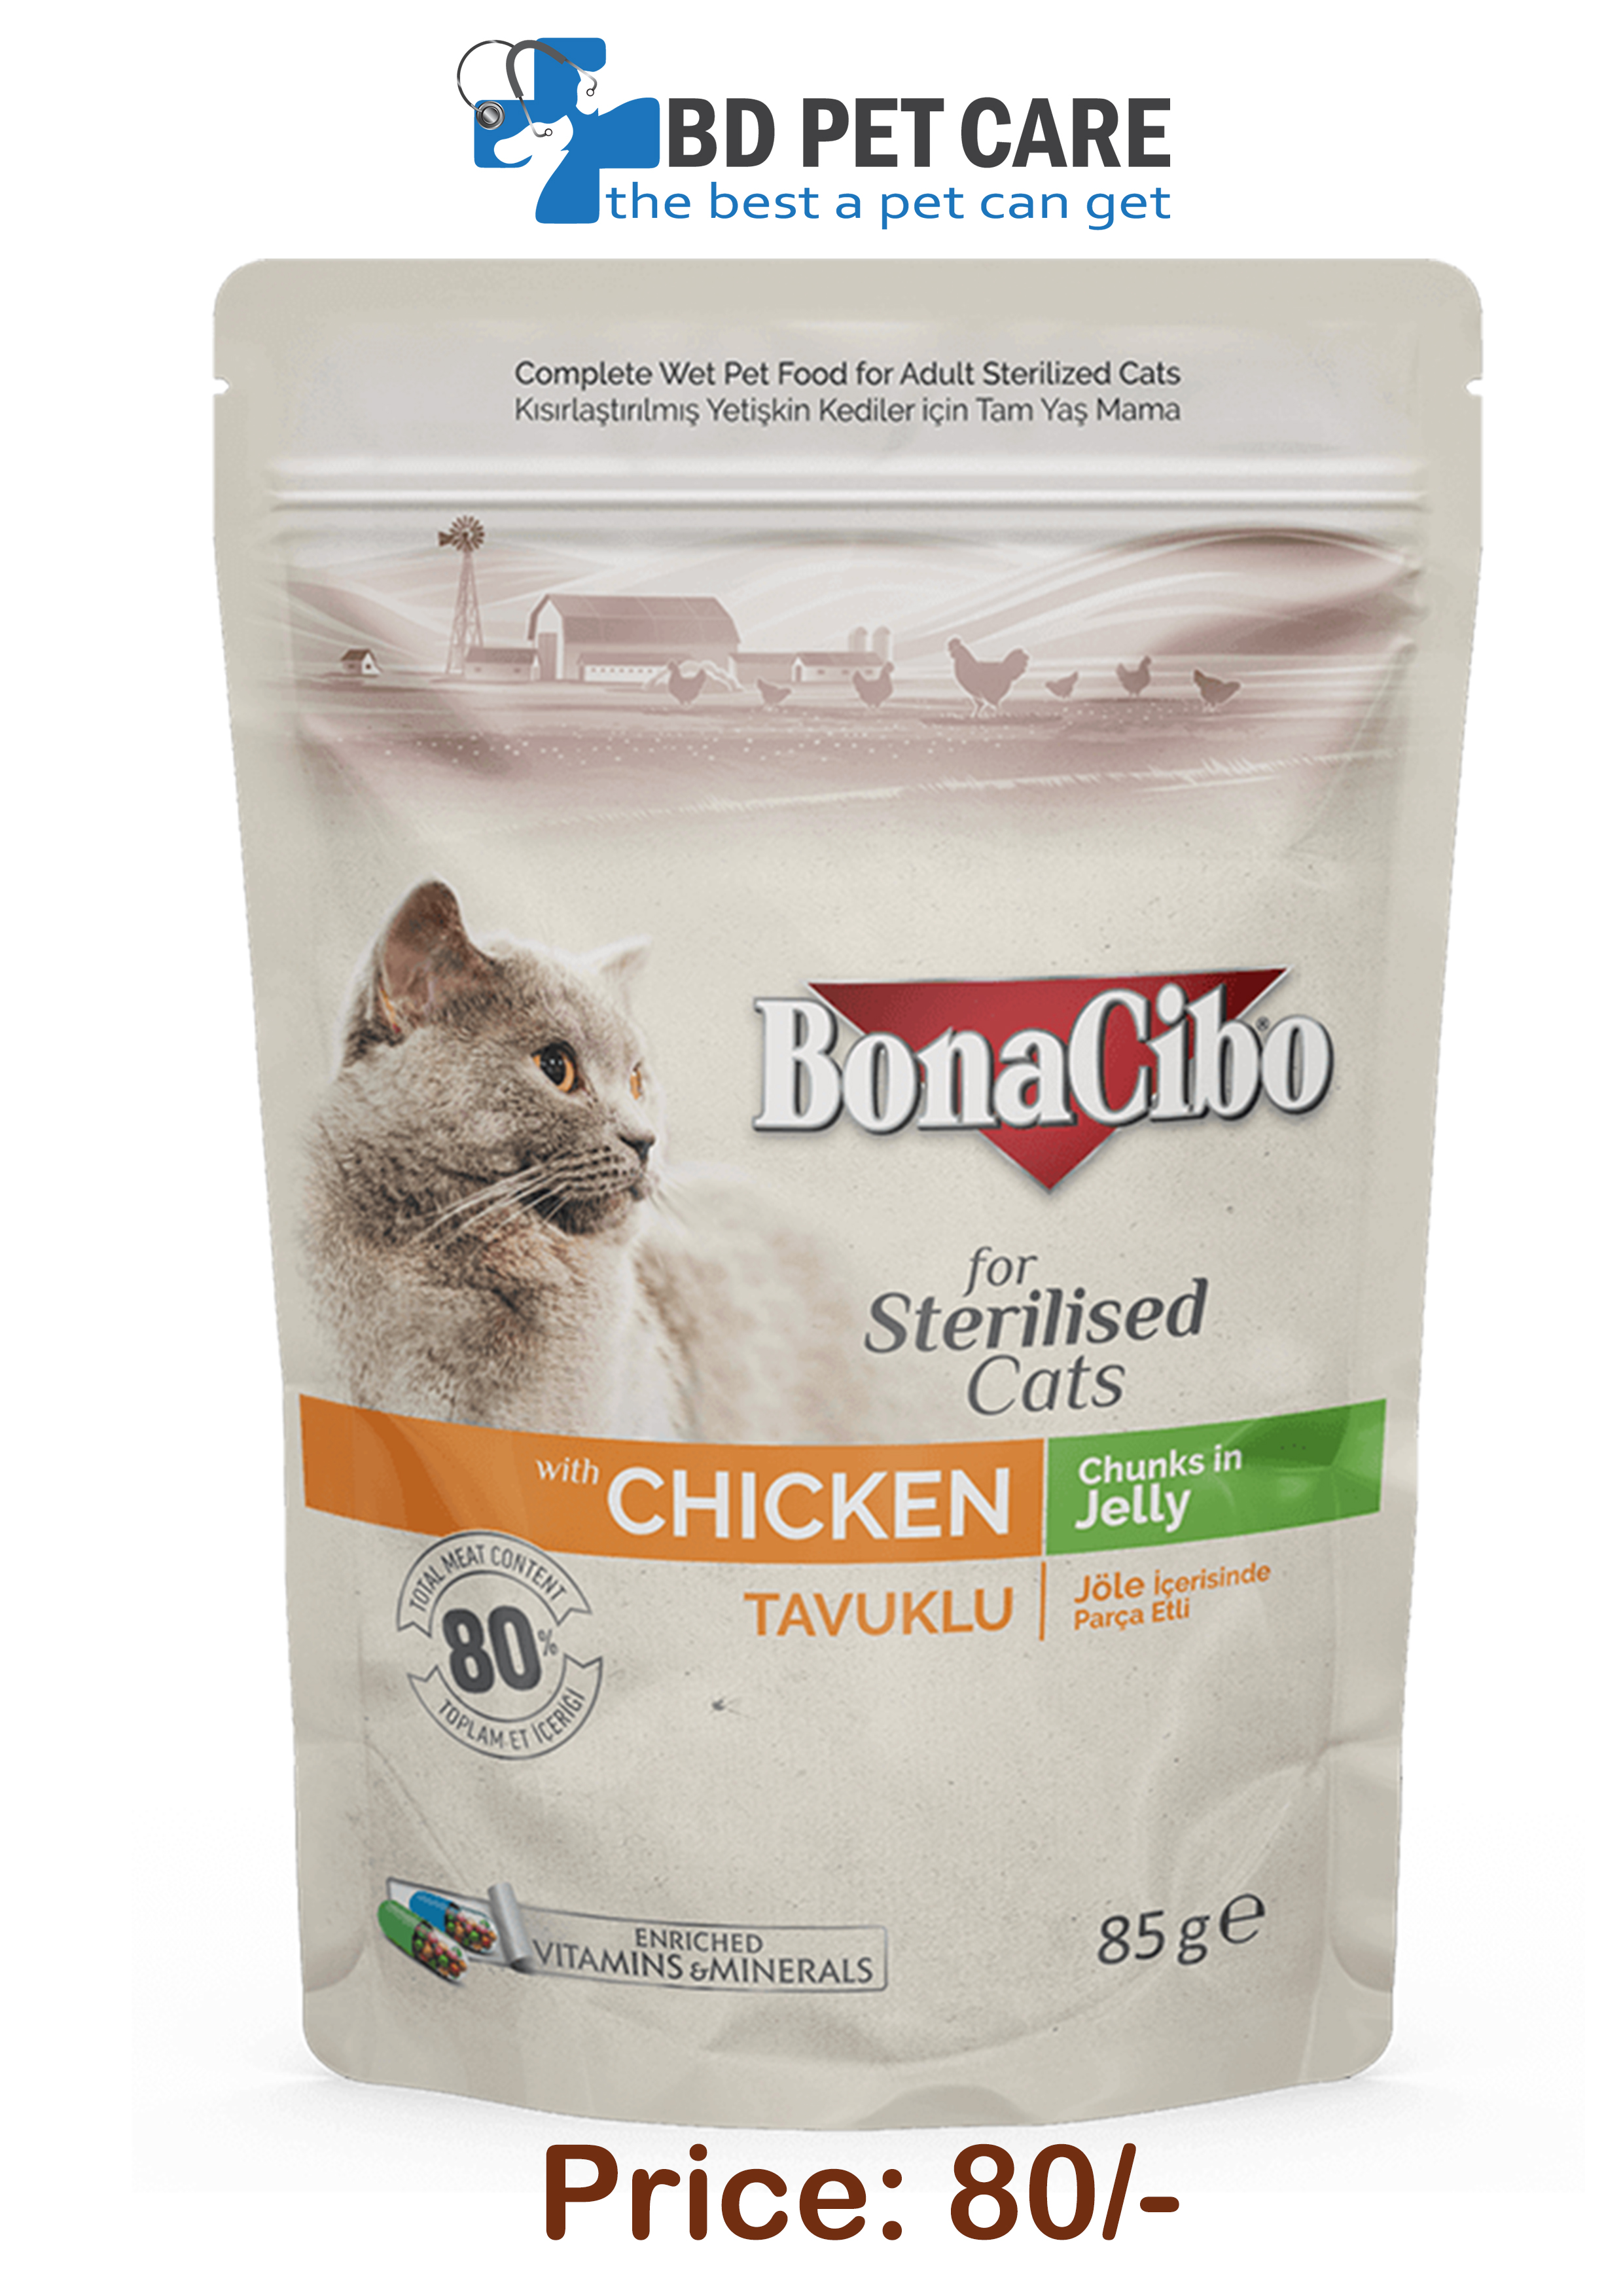 BD PET CARE
the best a pet can get
Complete Wet Pet Food for Adult Sterilized Cats
Kısırlaştırılmış Yetişkin Kediler için Tam Yaş Mama
BonaCibo®
for
Sterilised
Cats
with CHICKEN
Chunks in
Jelly
TAVUKLU
Jöle İçerisinde
Parça Etli
TOTAL MEAT CONTENT
80%
TOPLAM ET İÇERİĞİ
ENRICHED
VITAMINS & MINERALS
85 g ℮
Price: 80/-